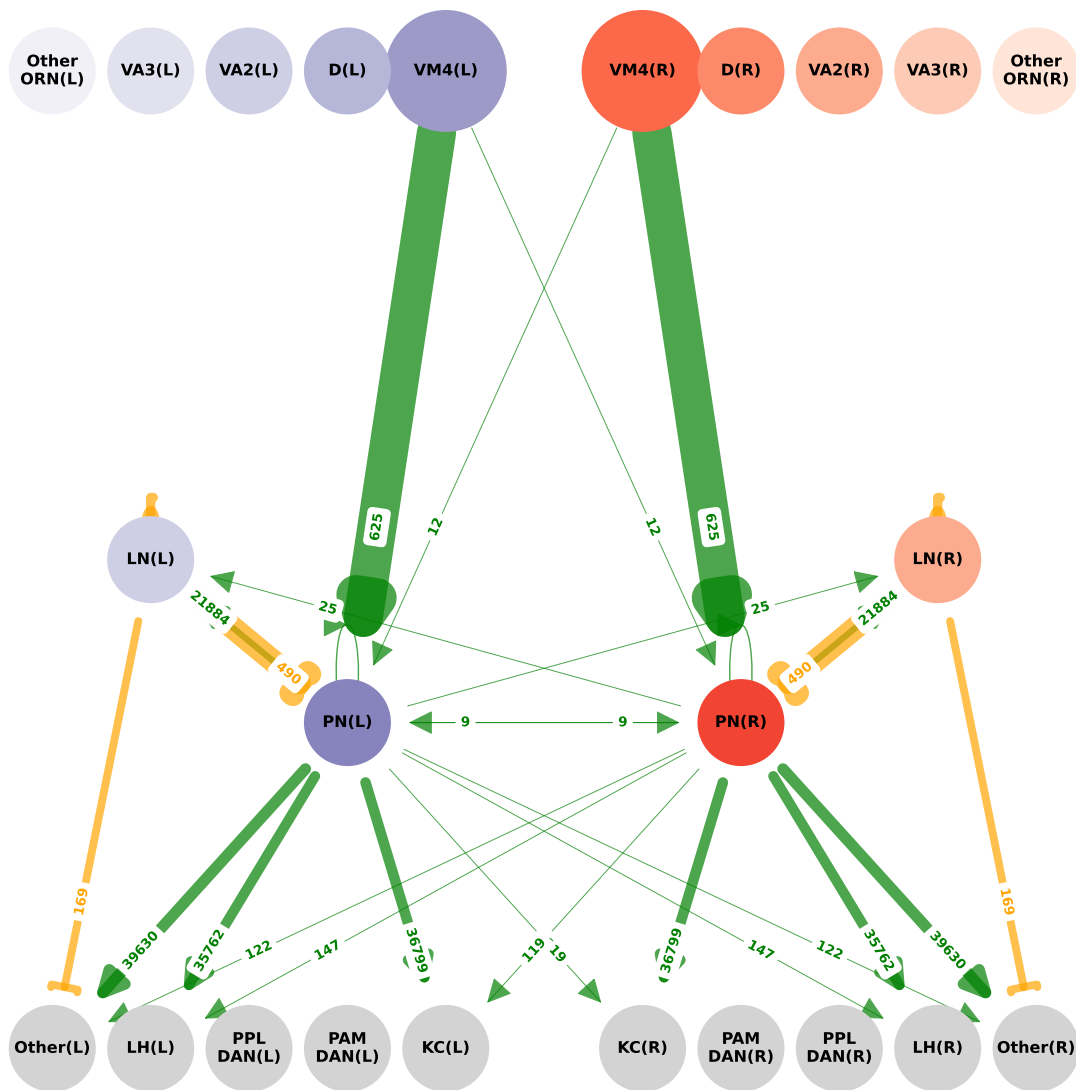 Other
ORN(L)
VA3(L)
VA2(L)
D(L)
VM4(L)
VM4(R)
D(R)
VA2(R)
VA3(R)
Other
ORN(R)
625
12
12
625
LN(L)
LN(R)
21884
25
25
21884
490
490
PN(L)
9
9
PN(R)
169
169
39630
35762
122
147
36799
119
19
36799
147
122
35762
39630
Other(L)
LH(L)
PPL
DAN(L)
PAM
DAN(L)
KC(L)
KC(R)
PAM
DAN(R)
PPL
DAN(R)
LH(R)
Other(R)